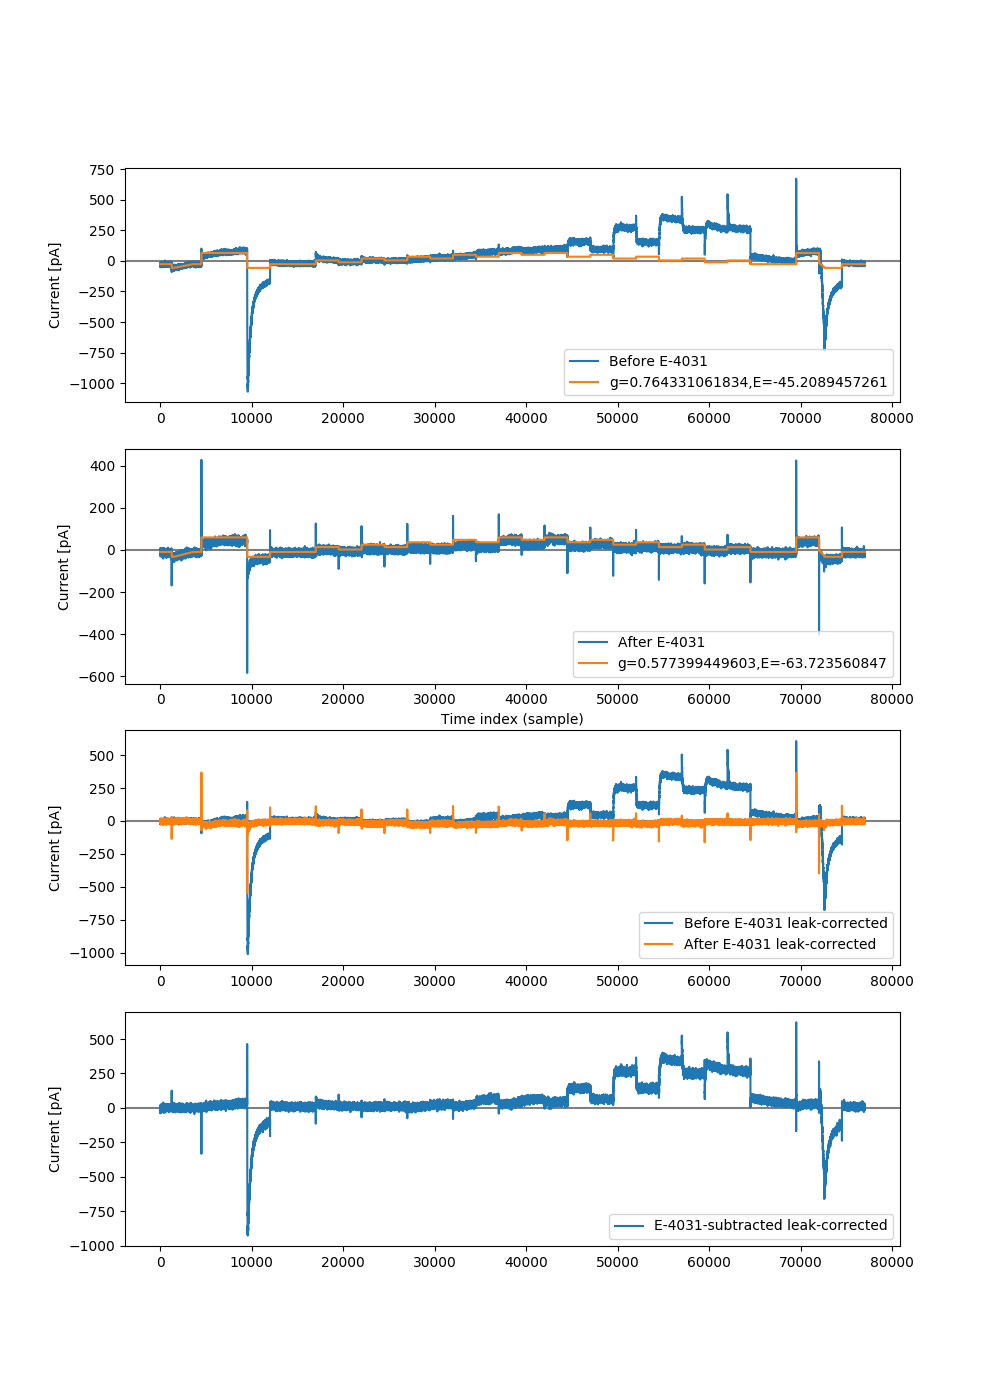 750
500
250
0
−250
−500
−750
−1000
Current [pA]
Before E-4031
g=0.764331061834,E=-45.2089457261
0 10000 20000 30000 40000 50000 60000 70000 80000
400
200
0
−200
−400
−600
Current [pA]
After E-4031
g=0.577399449603,E=-63.723560847
0 10000 20000 30000 40000 50000 60000 70000 80000
Time index (sample)
500
250
0
−250
−500
−750
−1000
Current [pA]
Before E-4031 leak-corrected
After E-4031 leak-corrected
0 10000 20000 30000 40000 50000 60000 70000 80000
500
250
0
−250
−500
−750
−1000
Current [pA]
E-4031-subtracted leak-corrected
0 10000 20000 30000 40000 50000 60000 70000 80000